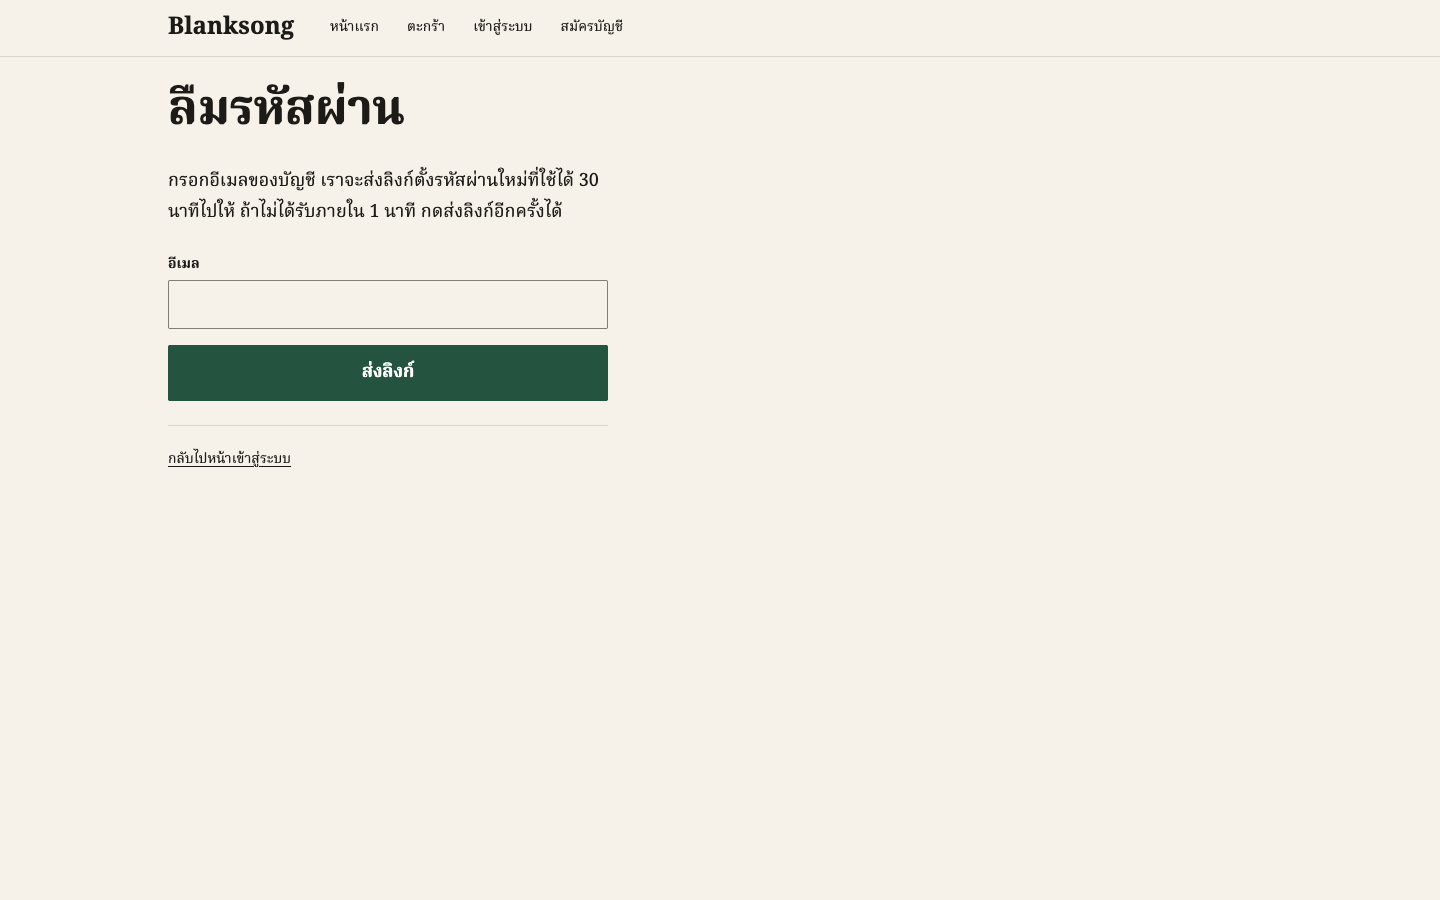 Blanksong
หน้าแรก
ตะกร้า
เข้าสู่ระบบ
สมัครบัญชี
ลืมรหัสผ่าน
กรอกอีเมลของบัญชี เราจะส่งลิงก์ตั้งรหัสผ่านใหม่ที่ใช้ได้ 30
นาทีไปให้ ถ้าไม่ได้รับภายใน 1 นาที กดส่งลิงก์อีกครั้งได้
อีเมล
ส่งลิงก์
กลับไปหน้าเข้าสู่ระบบ